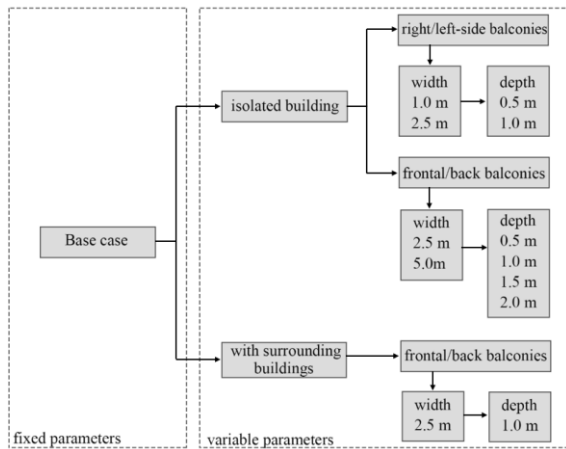 right/left-side balconies
width
1.0 m
2.5 m
depth
0.5 m
1.0 m
isolated building
frontal/back balconies
width
2.5 m
5.0m
depth
0.5 m
1.0 m
1.5 m
2.0 m
Base case
with surrounding
buildings
frontal/back balconies
width
2.5 m
depth
1.0 m
fixed parameters
variable parameters